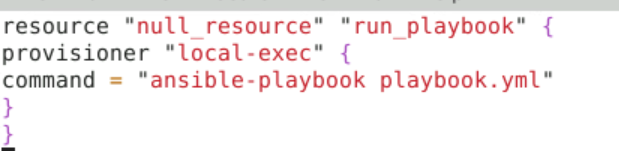 resource "null_resource" "run_playbook" {
provisioner "local-exec" {
command = "ansible-playbook playbook.yml"
}
}